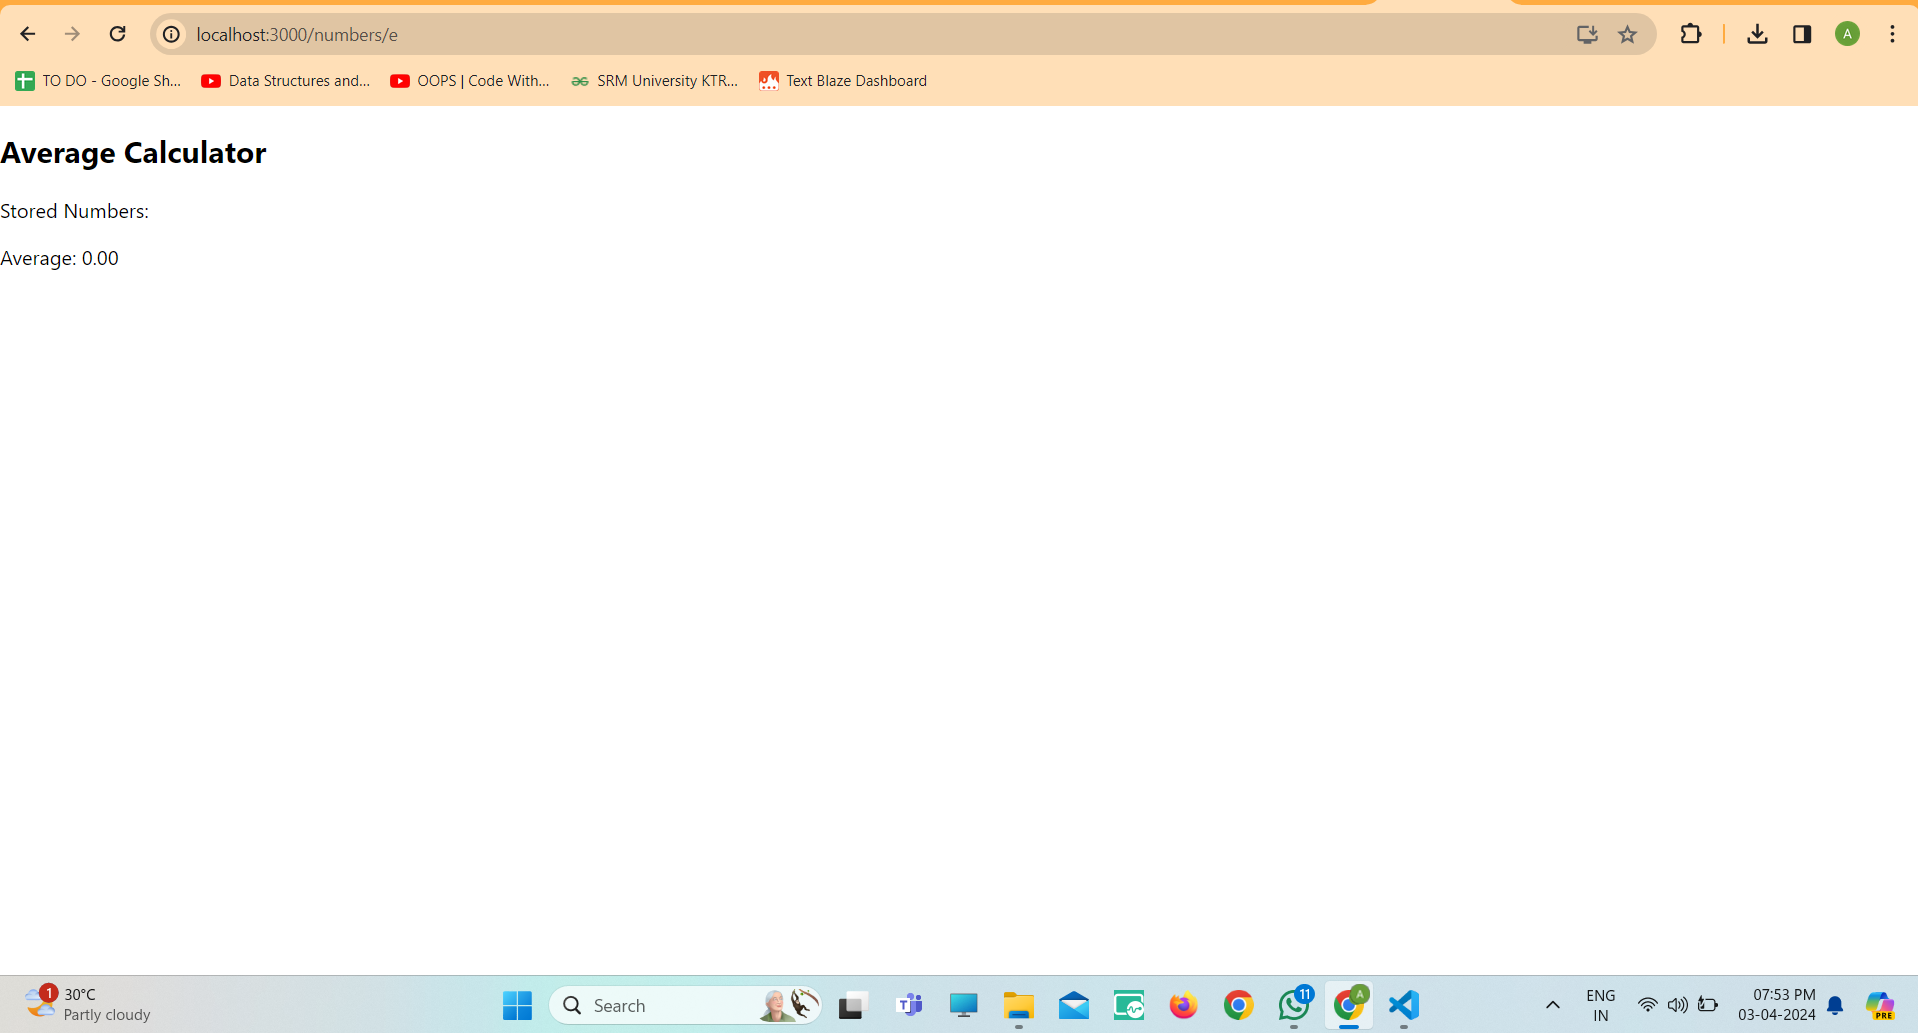 localhost:3000/numbers/e
A
TO DO - Google Sh...
Data Structures and...
OOPS | Code With...
SRM University KTR...
Text Blaze Dashboard
Average Calculator
Stored Numbers:
Average: 0.00
1
30°C
Partly cloudy
Search
T
11
A
ENG
IN
07:53 PM
03-04-2024
PRE